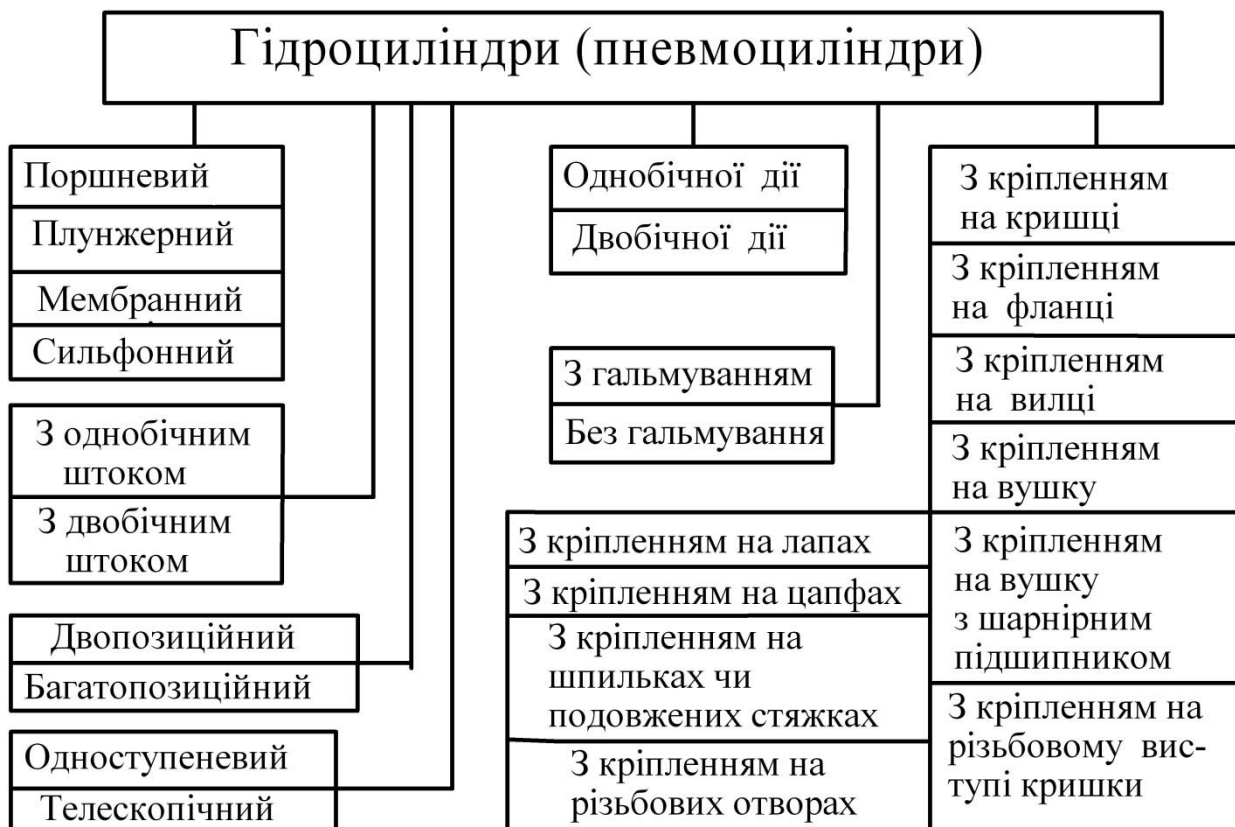 Гідроциліндри (пневмоциліндри)
Поршневий
Плунжерний
Мембранний
Сильфонний
З однобічним
штоком
З двобічним
штоком
Двопозиційний
Багатопозиційний
Одноступеневий
Телескопічний
Однобічної дії
Двобічної дії
З гальмуванням
Без гальмування
З кріпленням на лапах
З кріпленням на цапфах
З кріпленням на
шпильках чи
подовжених стяжках
З кріпленням на
різьбових отворах
З кріпленням
на кришці
З кріпленням
на фланці
З кріпленням
на вилці
З кріпленням
на вушку
З кріпленням
на вушку
з шарнірним
підшипником
З кріпленням на
різьбовому вис-
тупі кришки